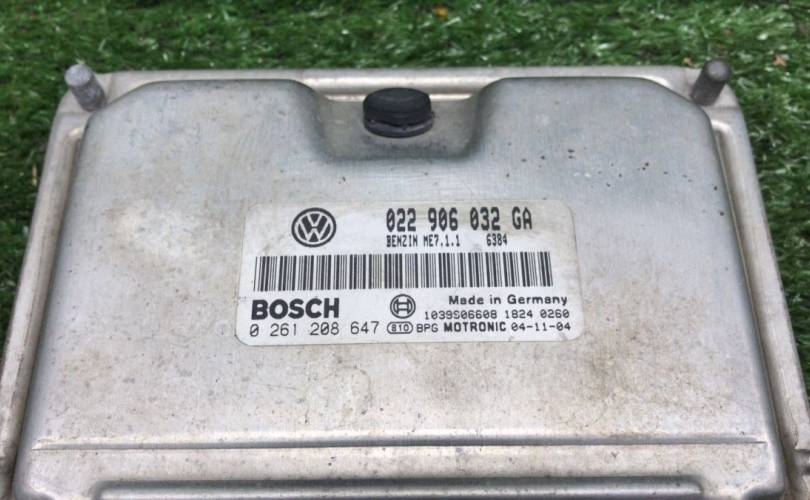 022 906 032 GA
BENZIN ME7.1.1 6384
BOSCH
Made in Germany
1039S06608 1824 0260
0 261 208 647 810 BPG MOTRONIC 04-11-04